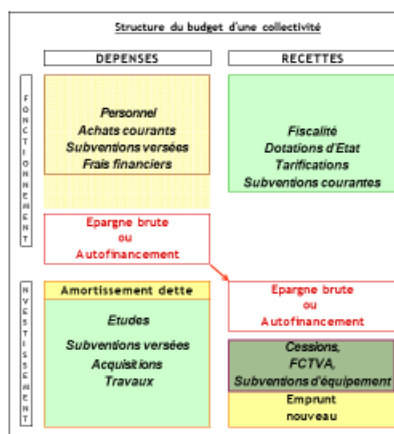 Structure du budget d'une collectivité
DEPENSES
RECETTES
FONCTIONNEMENT
Personnel
Achats courants
Subventions versées
Frais financiers
Fiscalité
Dotations d'Etat
Tarifications
Subventions courantes
Epargne brute
ou
Autofinancement
INVESTISSEMENT
Amortissement dette
Etudes
Subventions versées
Acquisitions
Travaux
Epargne brute
ou
Autofinancement
Cessions,
FCTVA,
Subventions d'équipement
Emprunt
nouveau